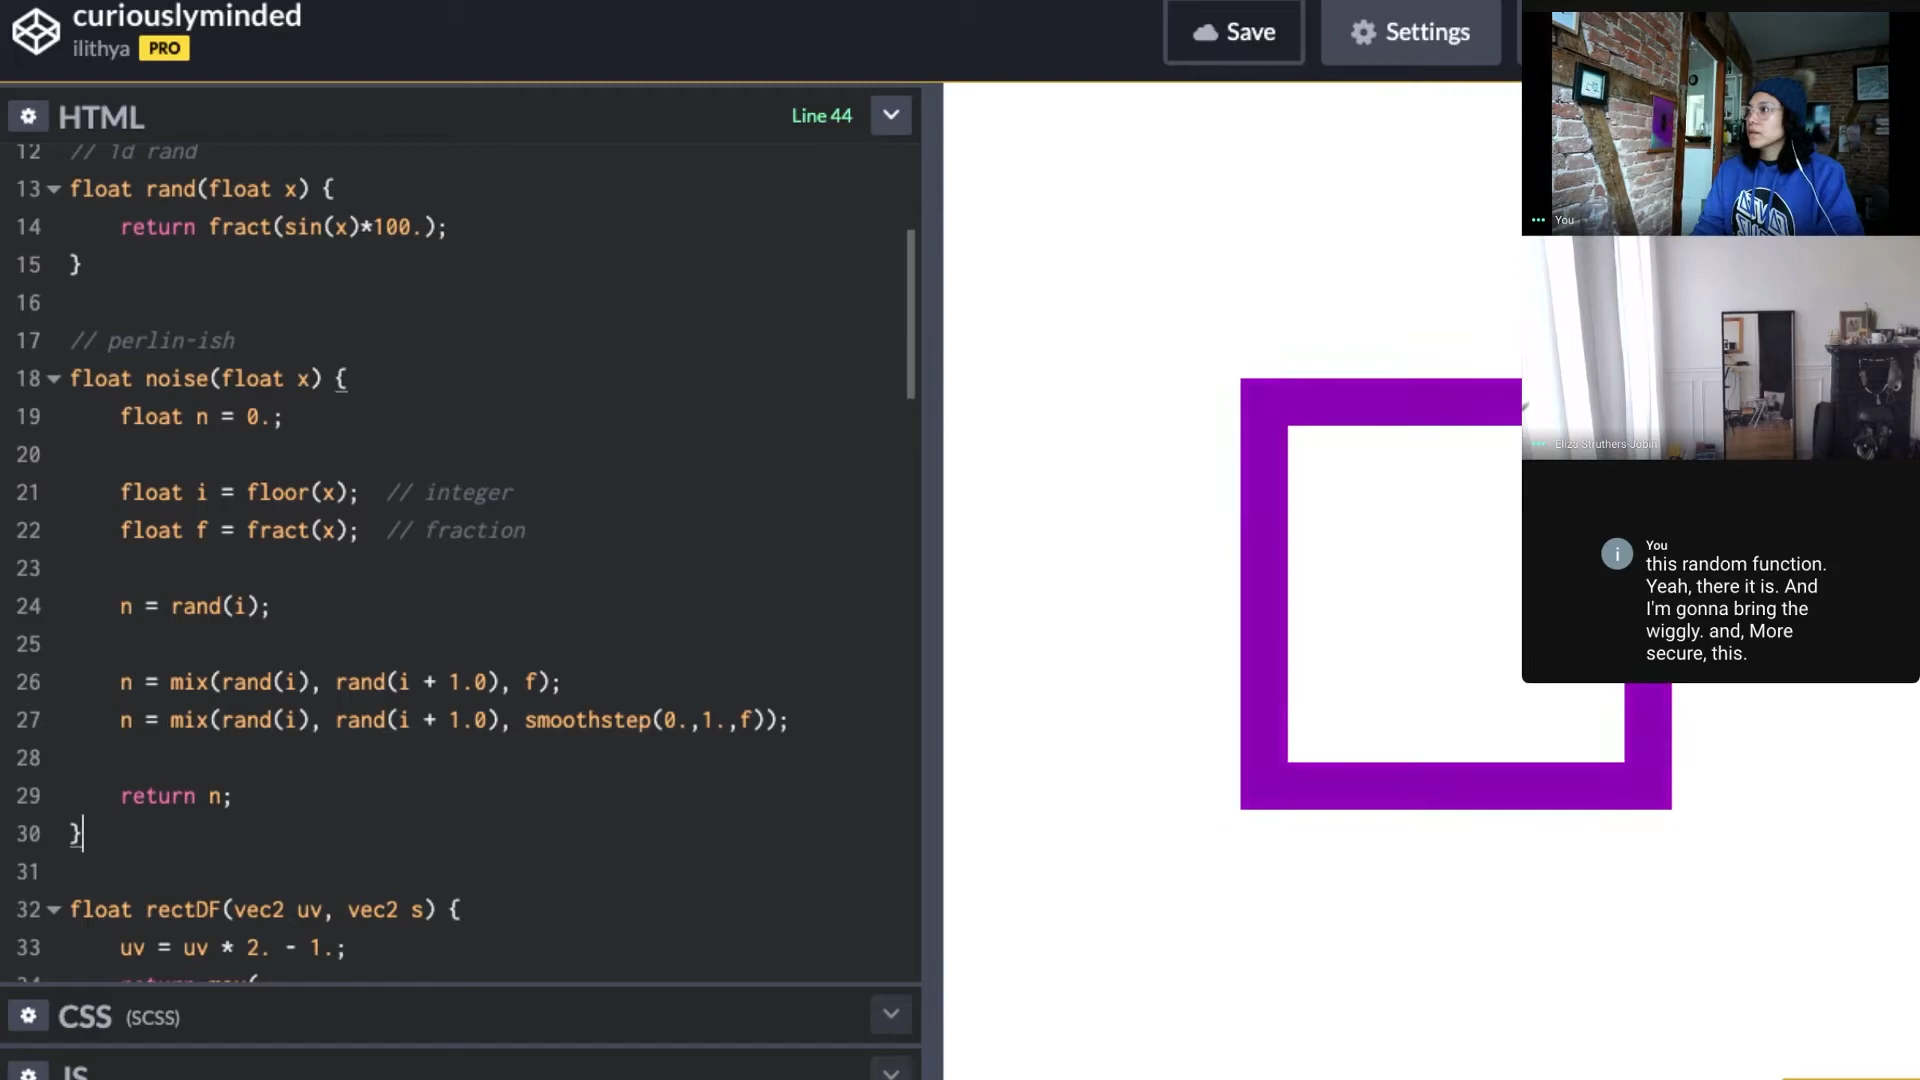 curiouslyminded
ilithya PRO
Save
Settings
HTML
Line 44
12 // 1d rand
13 float rand(float x) {
14 return fract(sin(x)*100.);
15 }
16
17 // perlin-ish
18 float noise(float x) {
19 float n = 0.;
20
21 float i = floor(x); // integer
22 float f = fract(x); // fraction
23
24 n = rand(i);
25
26 n = mix(rand(i), rand(i + 1.0), f);
27 n = mix(rand(i), rand(i + 1.0), smoothstep(0.,1.,f));
28
29 return n;
30 }
31
32 float rectDF(vec2 uv, vec2 s) {
33 uv = uv * 2. - 1.;
CSS (SCSS)
JS
You
Eliza Struthers-Jobin
You
this random function.
Yeah, there it is. And
I'm gonna bring the
wiggly. and, More
secure, this.